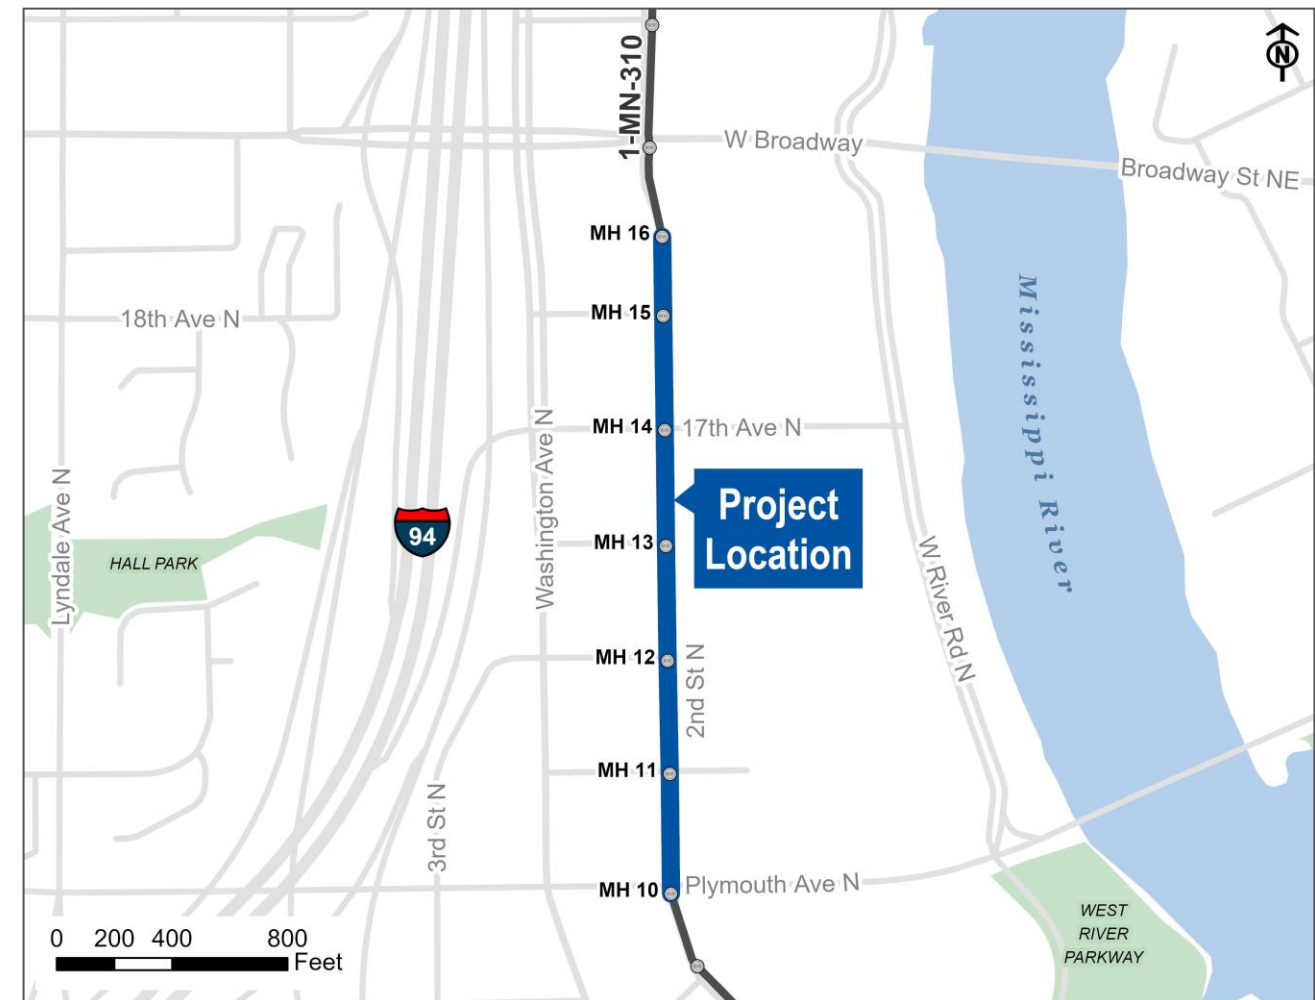 N
1-MN-310
W Broadway
Broadway St NE
MH 16
MH 15
18th Ave N
Mississippi River
MH 14
17th Ave N
Washington Ave N
Lyndale Ave N
94
Project
Location
MH 13
HALL PARK
W River Rd N
MH 12
2nd St N
MH 11
3rd St N
MH 10
Plymouth Ave N
WEST
RIVER
PARKWAY
0 200 400 800
Feet